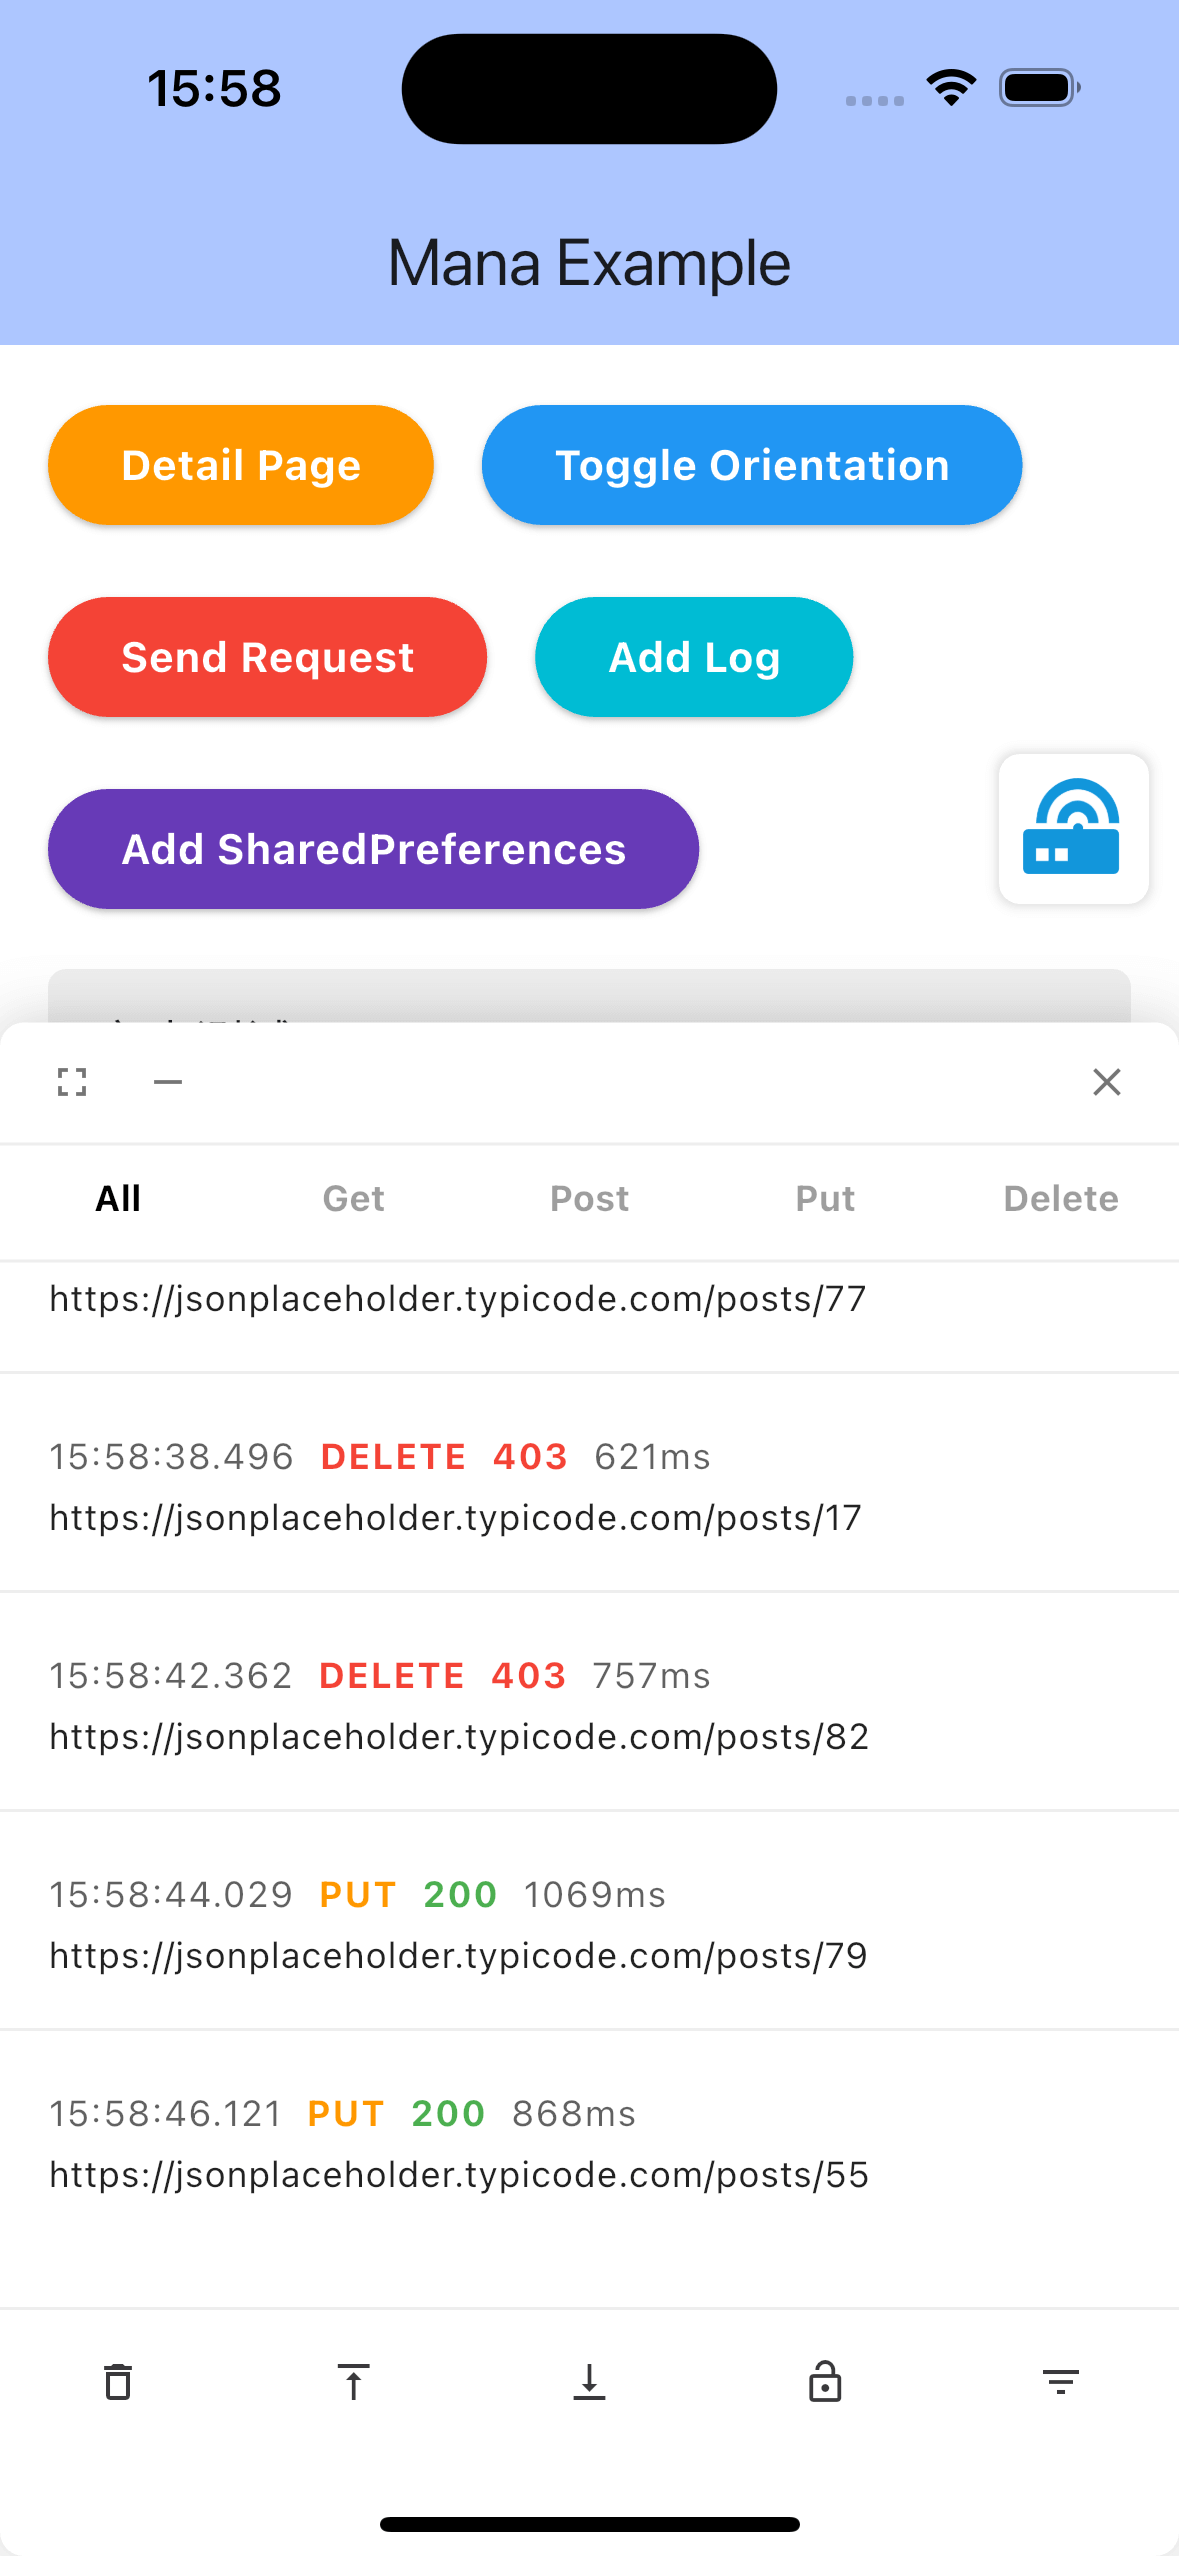 15:58
Mana Example
Detail Page
Toggle Orientation
Send Request
Add Log
Add SharedPreferences
All
Get
Post
Put
Delete
https://jsonplaceholder.typicode.com/posts/77
15:58:38.496 DELETE 403 621ms
https://jsonplaceholder.typicode.com/posts/17
15:58:42.362 DELETE 403 757ms
https://jsonplaceholder.typicode.com/posts/82
15:58:44.029 PUT 200 1069ms
https://jsonplaceholder.typicode.com/posts/79
15:58:46.121 PUT 200 868ms
https://jsonplaceholder.typicode.com/posts/55